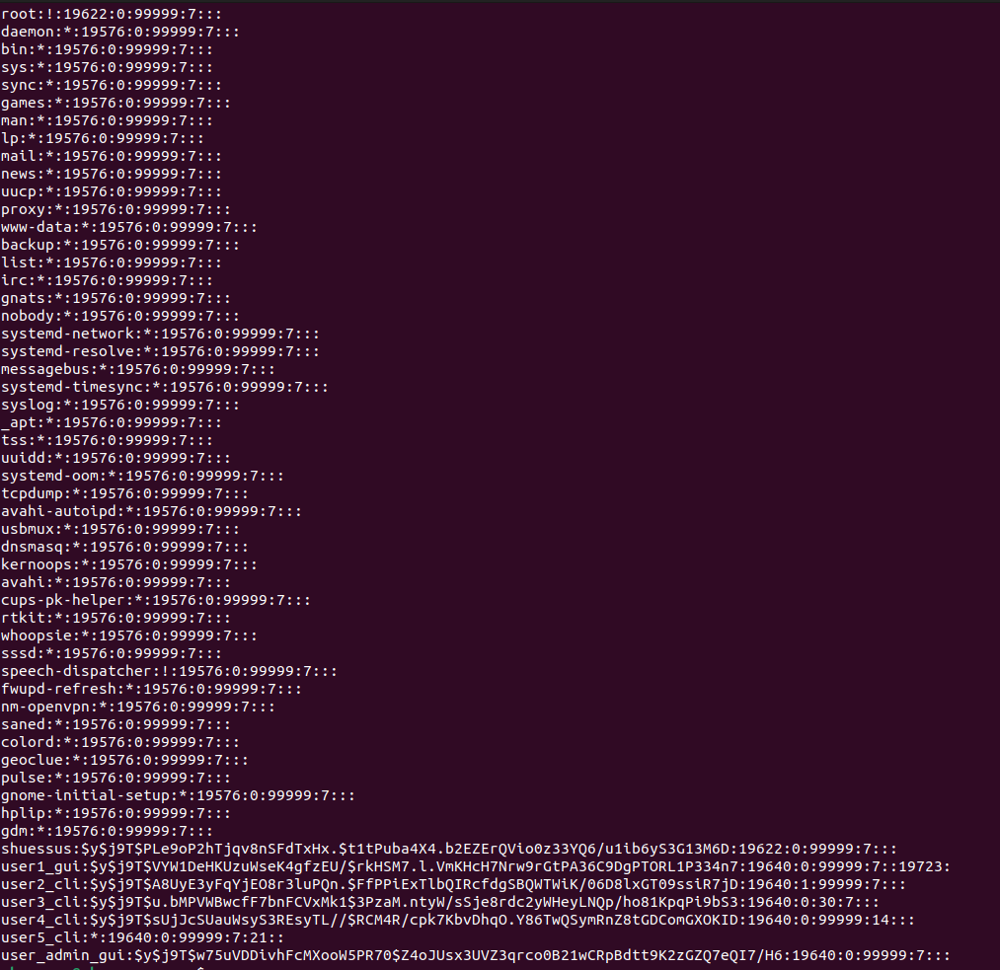 root:!:19622:0:99999:7:::
daemon:*:19576:0:99999:7:::
bin:*:19576:0:99999:7:::
sys:*:19576:0:99999:7:::
sync:*:19576:0:99999:7:::
games:*:19576:0:99999:7:::
man:*:19576:0:99999:7:::
lp:*:19576:0:99999:7:::
mail:*:19576:0:99999:7:::
news:*:19576:0:99999:7:::
uucp:*:19576:0:99999:7:::
proxy:*:19576:0:99999:7:::
www-data:*:19576:0:99999:7:::
backup:*:19576:0:99999:7:::
list:*:19576:0:99999:7:::
irc:*:19576:0:99999:7:::
gnats:*:19576:0:99999:7:::
nobody:*:19576:0:99999:7:::
systemd-network:*:19576:0:99999:7:::
systemd-resolve:*:19576:0:99999:7:::
messagebus:*:19576:0:99999:7:::
systemd-timesync:*:19576:0:99999:7:::
syslog:*:19576:0:99999:7:::
_apt:*:19576:0:99999:7:::
tss:*:19576:0:99999:7:::
uuidd:*:19576:0:99999:7:::
systemd-oom:*:19576:0:99999:7:::
tcpdump:*:19576:0:99999:7:::
avahi-autoipd:*:19576:0:99999:7:::
usbmux:*:19576:0:99999:7:::
dnsmasq:*:19576:0:99999:7:::
kernoops:*:19576:0:99999:7:::
avahi:*:19576:0:99999:7:::
cups-pk-helper:*:19576:0:99999:7:::
rtkit:*:19576:0:99999:7:::
whoopsie:*:19576:0:99999:7:::
sssd:*:19576:0:99999:7:::
speech-dispatcher:!:19576:0:99999:7:::
fwupd-refresh:*:19576:0:99999:7:::
nm-openvpn:*:19576:0:99999:7:::
saned:*:19576:0:99999:7:::
colord:*:19576:0:99999:7:::
geoclue:*:19576:0:99999:7:::
pulse:*:19576:0:99999:7:::
gnome-initial-setup:*:19576:0:99999:7:::
hplip:*:19576:0:99999:7:::
gdm:*:19576:0:99999:7:::
shuessus:$y$j9T$PLe9oP2hTjqv8nSFdTxHx.$t1tPuba4X4.b2EZErQVio0z33YQ6/u1ib6yS3G13M6D:19622:0:99999:7:::
user1_gui:$y$j9T$VYW1DeHKUzuWseK4gfzEU/$rkHSM7.l.VmKHcH7Nrw9rGtPA36C9DgPTORL1P334n7:19640:0:99999:7::19723:
user2_cli:$y$j9T$A8UyE3yFqYjEO8r3luPQn.$FfPPiExTlbQIRcfdgSBQWTWiK/06D8lxGT09ssiR7jD:19640:1:99999:7:::
user3_cli:$y$j9T$u.bMPVWBwcfF7bnFCVxMk1$3PzaM.ntyW/sSje8rdc2yWHeyLNQp/ho81KpqPi9bS3:19640:0:30:7:::
user4_cli:$y$j9T$sUjJcSUauWsyS3REsyTL//$RCM4R/cpk7KbvDhqO.Y86TwQSymRnZ8tGDComGXOKID:19640:0:99999:14:::
user5_cli:*:19640:0:99999:7:21::
user_admin_gui:$y$j9T$w75uVDDivhFcMXooW5PR70$Z4oJUsx3UVZ3qrco0B21wCRpBdtt9K2zGZQ7eQI7/H6:19640:0:99999:7:::